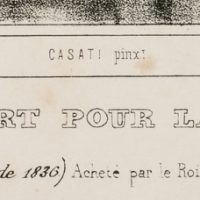 CASATI pinxt
RT POUR LA
de 1836) Acheté par le Roi